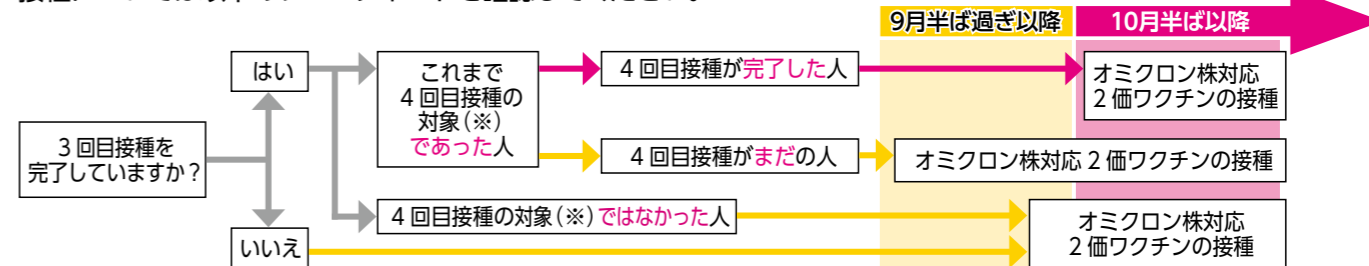 9月半ば過ぎ以降
10月半ば以降
3回目接種を
完了していますか?
はい
いいえ
これまで
4回目接種の
対象(※)
であった人
4回目接種が完了した人
4回目接種がまだの人
4回目接種の対象(※)ではなかった人
オミクロン株対応
2価ワクチンの接種
オミクロン株対応2価ワクチンの接種
オミクロン株対応
2価ワクチンの接種